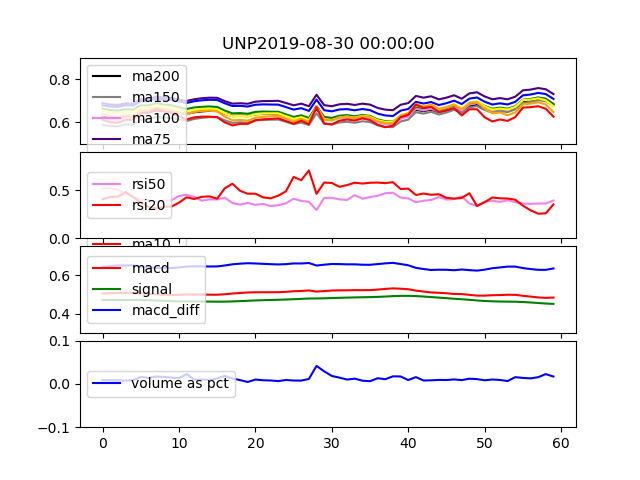 UNP2019-08-30 00:00:00
0.8
0.6
ma200
ma150
ma100
ma75
0.5
0.0
rsi50
rsi20
ma10
0.6
0.4
macd
signal
macd_diff
0.1
0.0
−0.1
volume as pct
0 10 20 30 40 50 60